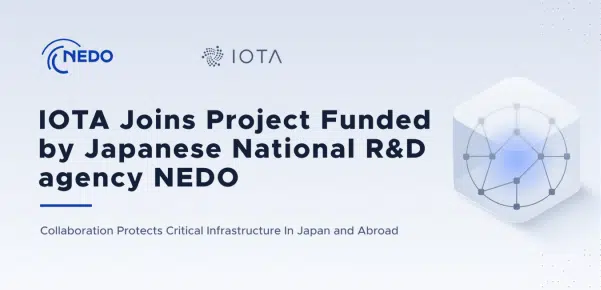 NEDO
IOTA
IOTA Joins Project Funded
by Japanese National R&D
agency NEDO
Collaboration Protects Critical Infrastructure In Japan and Abroad